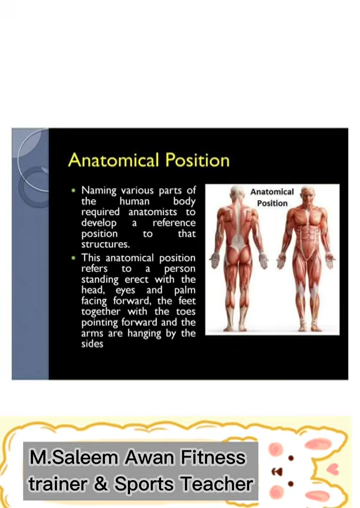 Anatomical Position
Naming various parts of
the human body
required anatomists to
develop a reference
position to that
structures.
This anatomical position
refers to a person
standing erect with the
head, eyes and palm
facing forward, the feet
together with the toes
pointing forward and the
arms are hanging by the
sides
Anatomical
Position
M.Saleem Awan Fitness
trainer & Sports Teacher